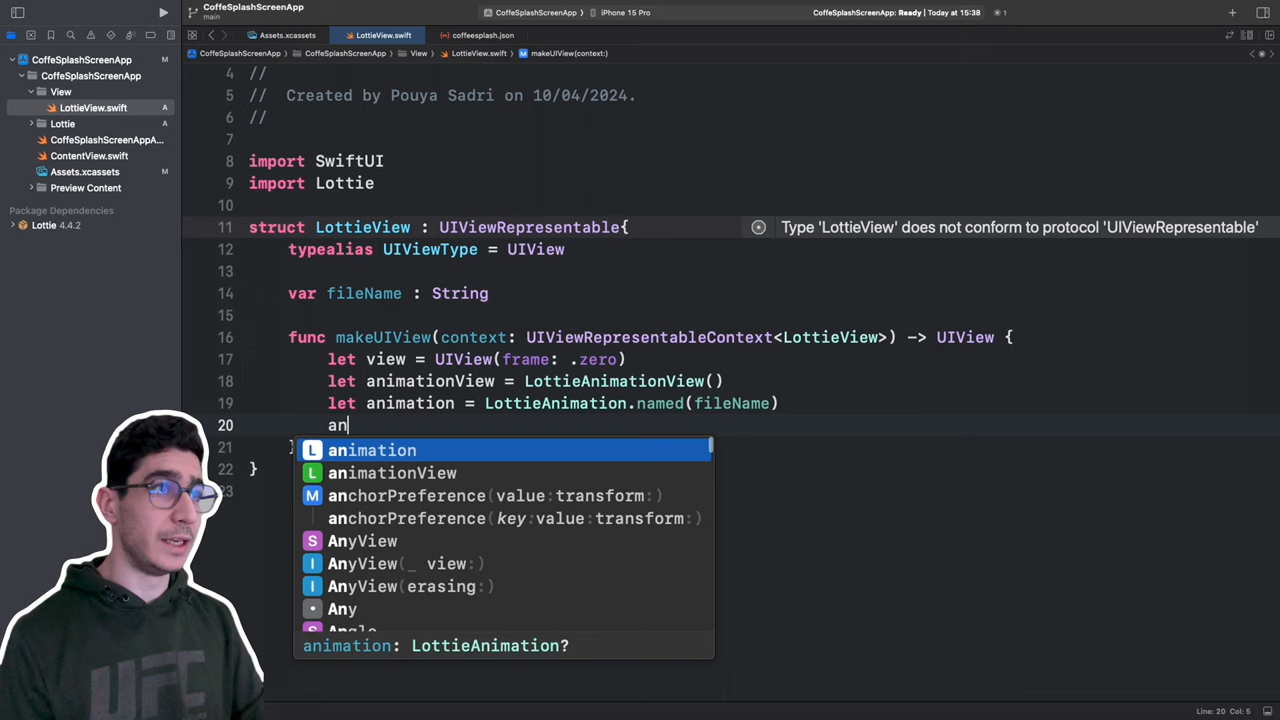 CoffeSplashScreenApp
main
CoffeSplashScreenApp
iPhone 15 Pro
CoffeSplashScreenApp: Ready | Today at 15:38
1
Assets.xcassets
LottieView.swift
coffeesplash.json
CoffeSplashScreenApp
CoffeSplashScreenApp
View
LottieView.swift
makeUIView(context:)
CoffeSplashScreenApp M
CoffeSplashScreenApp
View
LottieView.swift A
Lottie A
CoffeSplashScreenAppA... A
ContentView.swift A
Assets.xcassets M
Preview Content
Package Dependencies
Lottie 4.4.2
4 //
5 // Created by Pouya Sadri on 10/04/2024.
6 //
7
8 import SwiftUI
9 import Lottie
10
11 struct LottieView : UIViewRepresentable{ Type 'LottieView' does not conform to protocol 'UIViewRepresentable'
12 typealias UIViewType = UIView
13
14 var fileName : String
15
16 func makeUIView(context: UIViewRepresentableContext<LottieView>) -> UIView {
17 let view = UIView(frame: .zero)
18 let animationView = LottieAnimationView()
19 let animation = LottieAnimation.named(fileName)
20 an
21 }
22 }
23
L animation
L animationView
M anchorPreference(value:transform:)
anchorPreference(key:value:transform:)
S AnyView
I AnyView(_ view:)
I AnyView(erasing:)
Any
S Angle
animation: LottieAnimation?
UFC
Line: 20 Col: 5